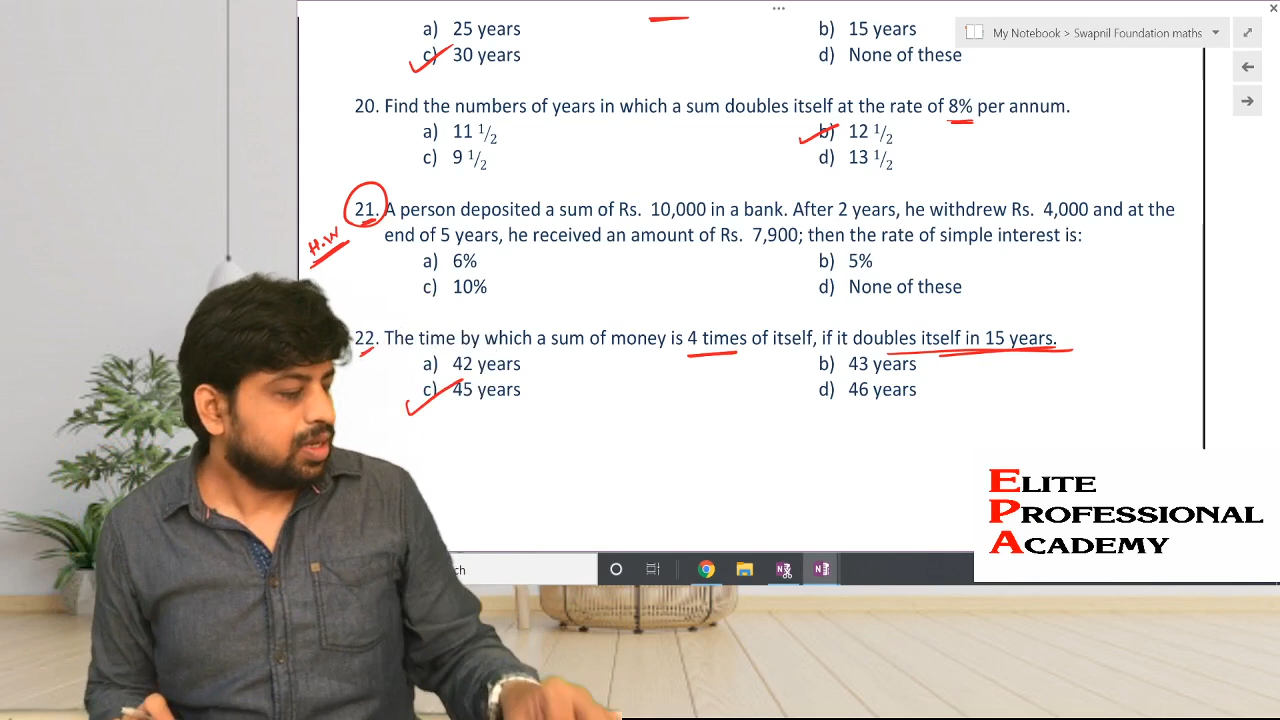 a) 25 years b) 15 years
c) 30 years d) None of these
My Notebook > Swapnil Foundation maths
20. Find the numbers of years in which a sum doubles itself at the rate of 8% per annum.
a) 11 1/2 b) 12 1/2
c) 9 1/2 d) 13 1/2
21. A person deposited a sum of Rs. 10,000 in a bank. After 2 years, he withdrew Rs. 4,000 and at the
end of 5 years, he received an amount of Rs. 7,900; then the rate of simple interest is:
H.W
a) 6% b) 5%
c) 10% d) None of these
22. The time by which a sum of money is 4 times of itself, if it doubles itself in 15 years.
a) 42 years b) 43 years
c) 45 years d) 46 years
ELITE
PROFESSIONAL
ACADEMY
ch